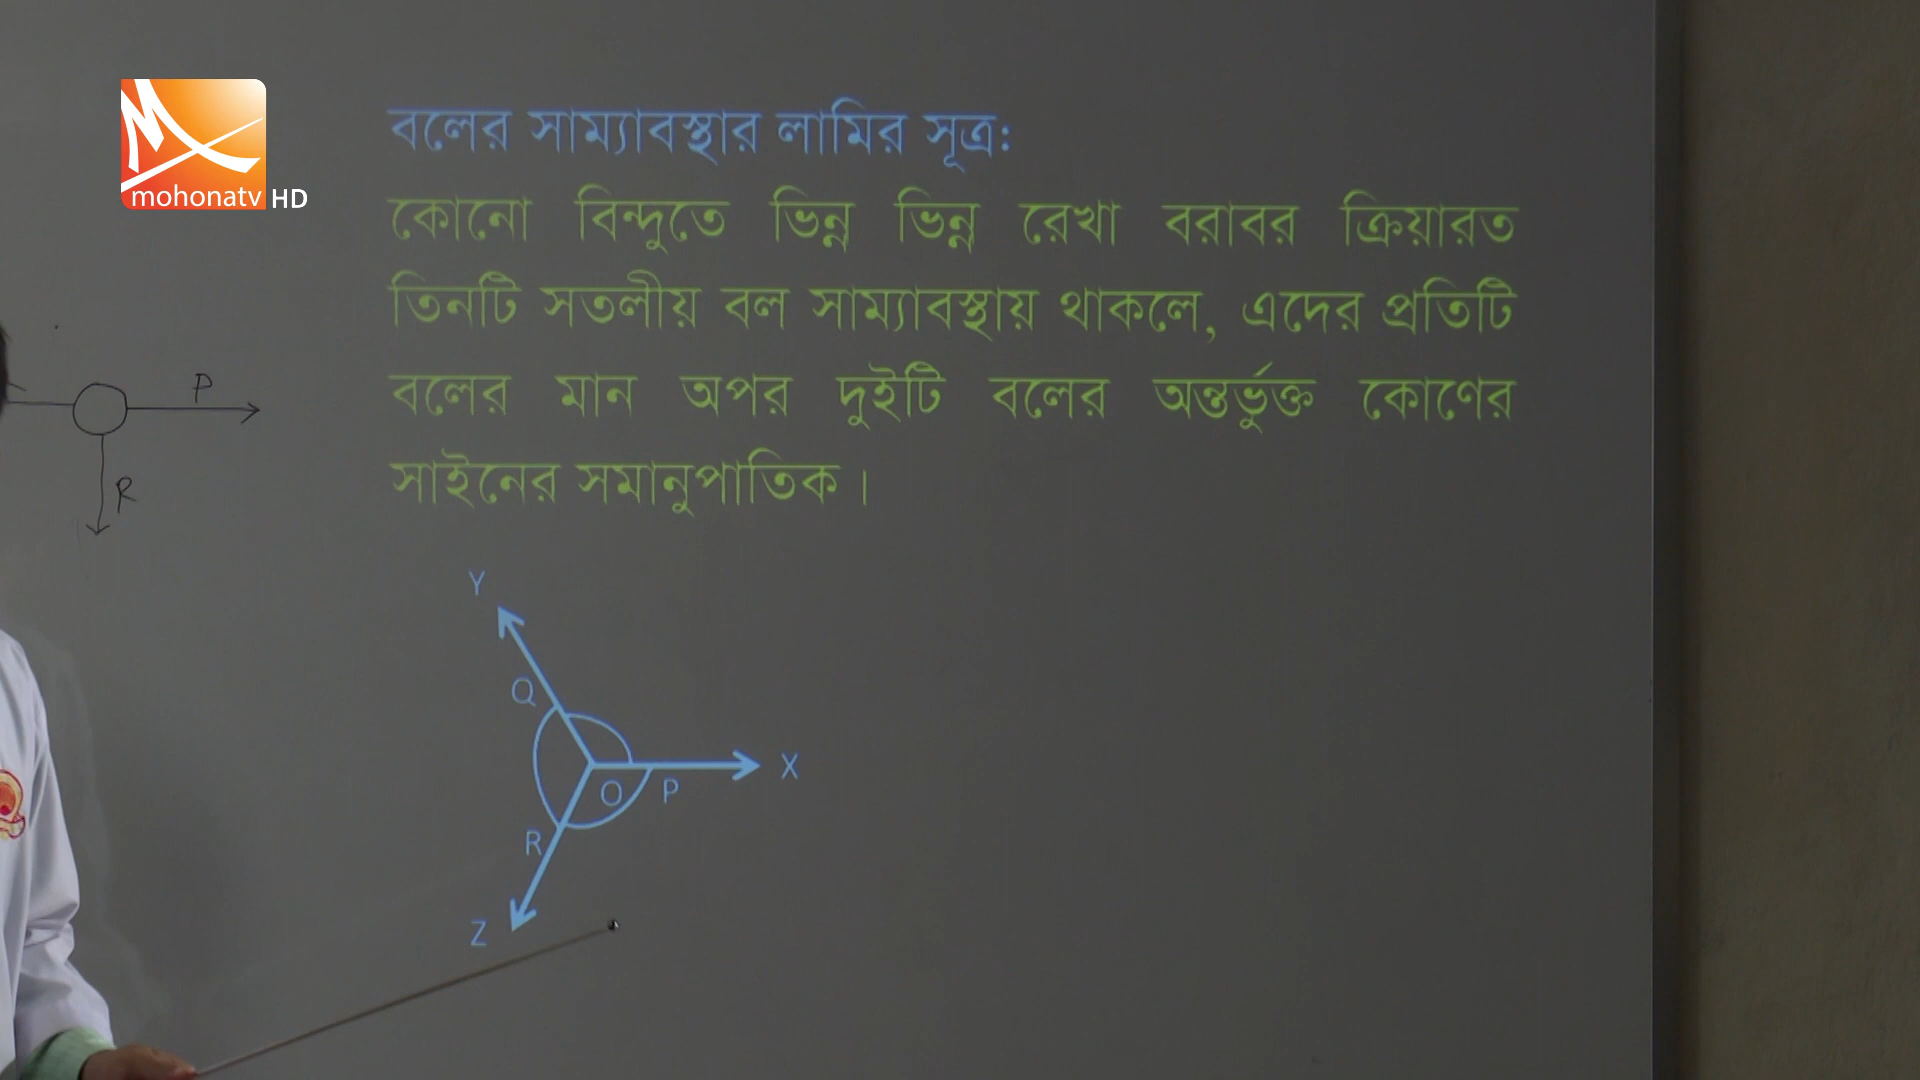 mohonatv HD
বলের সাম্যাবস্থার লামির সূত্র:
কোনো বিন্দুতে ভিন্ন ভিন্ন রেখা বরাবর ক্রিয়ারত
তিনটি সতলীয় বল সাম্যাবস্থায় থাকলে, এদের প্রতিটি
বলের মান অপর দুইটি বলের অন্তর্ভুক্ত কোণের
সাইনের সমানুপাতিক।
P
R
Y
Q
X
O P
R
Z